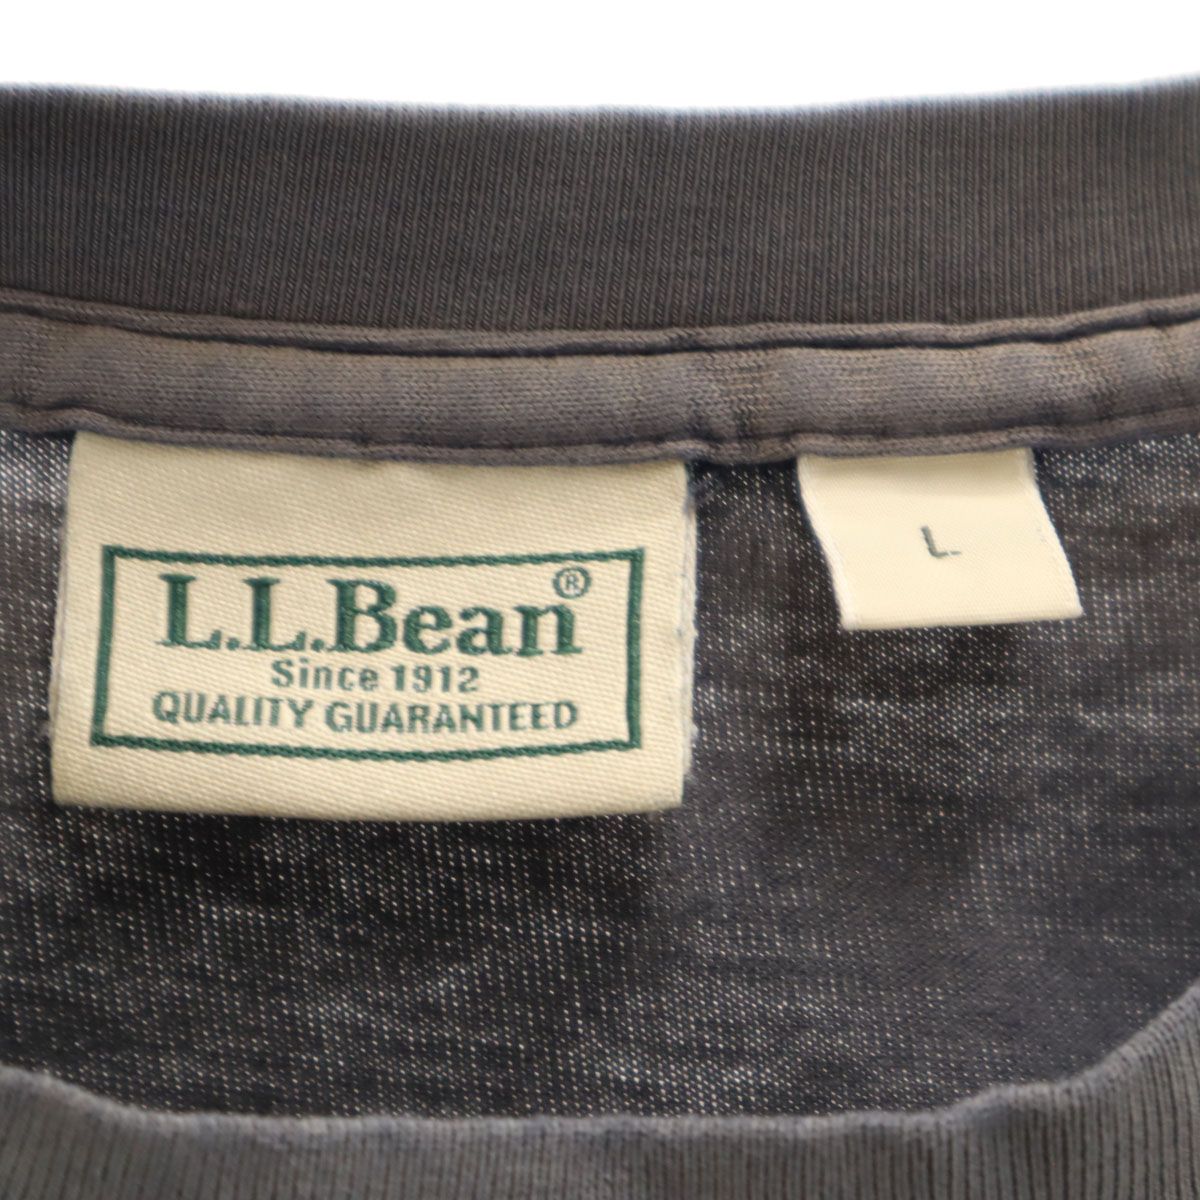 L.L.Bean®
Since 1912
QUALITY GUARANTEED
L.